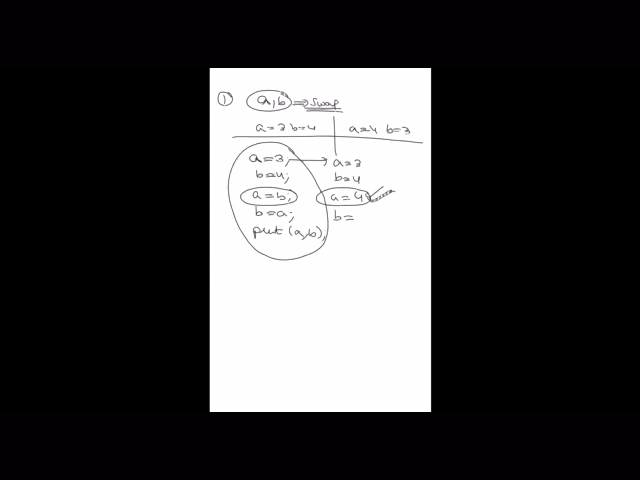 ① a,b ⇒ Swap
a=3 b=4 a=4 b=3
a=3; → a=3
b=4; b=4
a=b; a=4
b=a; b=
put (a,b);